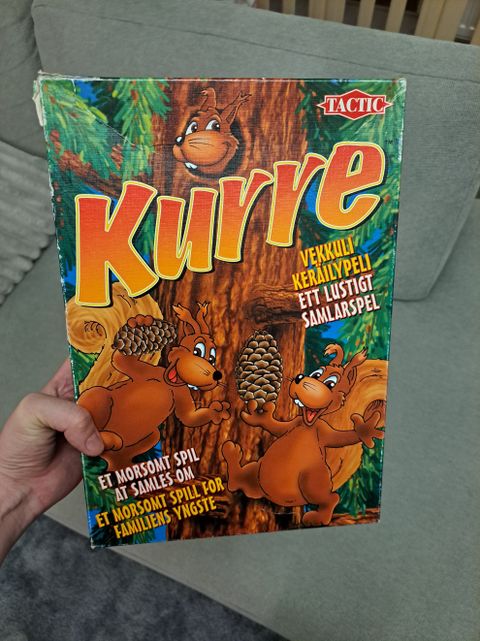 TACTIC
Kurre
VEKKULI
KERÄILYPELI
ETT LUSTIGT
SAMLARSPEL
ET MORSOMT SPIL
AT SAMLES OM
ET MORSOMT SPILL FOR
FAMILIENS YNGSTE